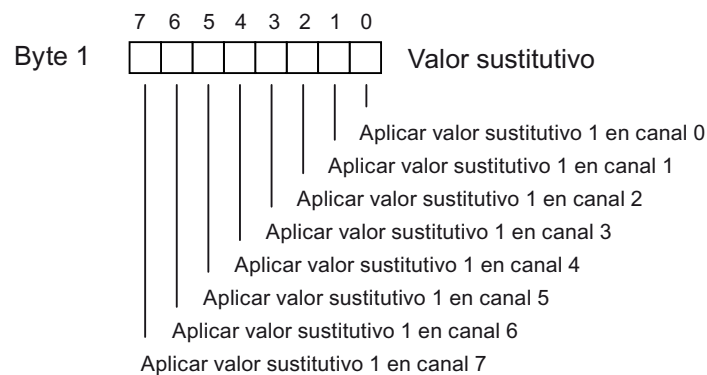 7 6 5 4 3 2 1 0
Byte 1 Valor sustitutivo
Aplicar valor sustitutivo 1 en canal 0
Aplicar valor sustitutivo 1 en canal 1
Aplicar valor sustitutivo 1 en canal 2
Aplicar valor sustitutivo 1 en canal 3
Aplicar valor sustitutivo 1 en canal 4
Aplicar valor sustitutivo 1 en canal 5
Aplicar valor sustitutivo 1 en canal 6
Aplicar valor sustitutivo 1 en canal 7